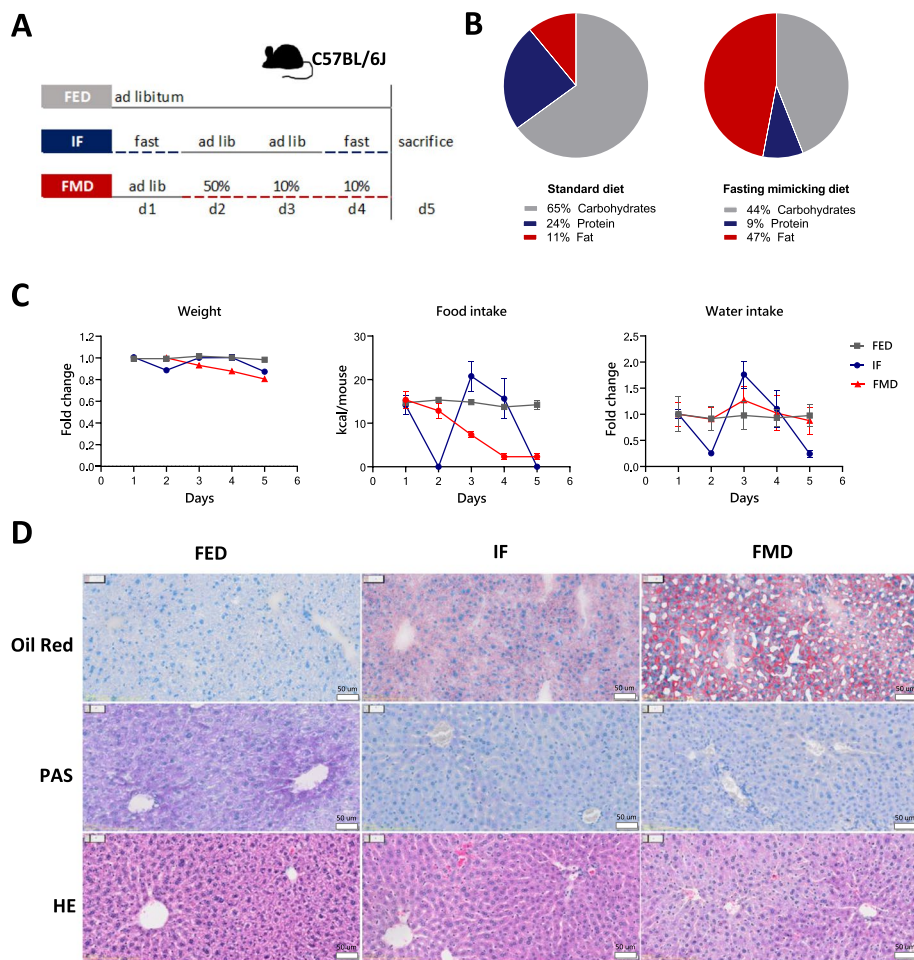 A
C57BL/6J
FED ad libitum
IF fast ad lib ad lib fast sacrifice
FMD ad lib 50% 10% 10%
d1 d2 d3 d4 d5
B
Standard diet
65% Carbohydrates
24% Protein
11% Fat
Fasting mimicking diet
44% Carbohydrates
9% Protein
47% Fat
C
Weight
Fold change
1.2
1.0
0.8
0.6
0.4
0.2
0.0
0 1 2 3 4 5 6
Days
Food intake
kcal/mouse
30
20
10
0
0 1 2 3 4 5 6
Days
Water intake
Fold change
2.5
2.0
1.5
1.0
0.5
0.0
0 1 2 3 4 5 6
Days
FED
IF
FMD
D
FED IF FMD
Oil Red
50 um 50 um 50 um
PAS
50 um 50 um 50 um
HE
50 um 50 um 50 um